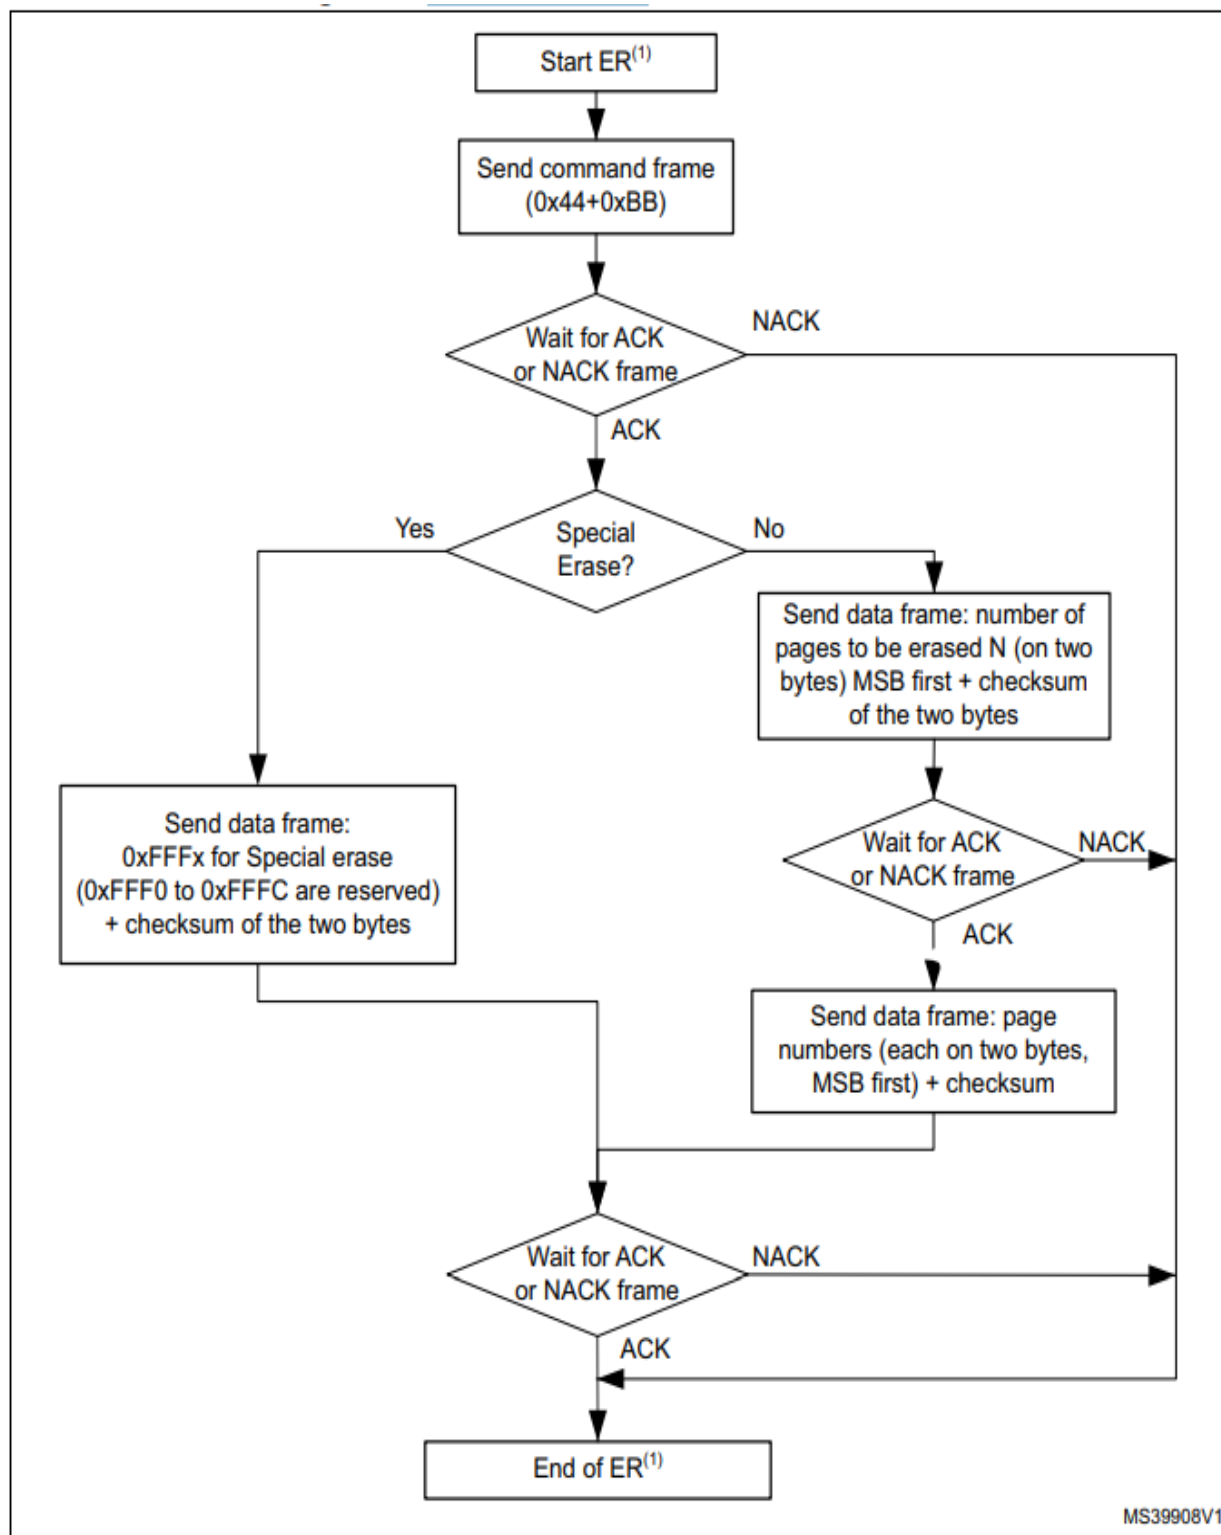 Start ER(1)
Send command frame
(0x44+0xBB)
Wait for ACK
or NACK frame
NACK
ACK
Yes
Special
Erase?
No
Send data frame: number of
pages to be erased N (on two
bytes) MSB first + checksum
of the two bytes
Send data frame:
0xFFFx for Special erase
(0xFFF0 to 0xFFFC are reserved)
+ checksum of the two bytes
Wait for ACK
or NACK frame
NACK
ACK
Send data frame: page
numbers (each on two bytes,
MSB first) + checksum
Wait for ACK
or NACK frame
NACK
ACK
End of ER(1)
MS39908V1